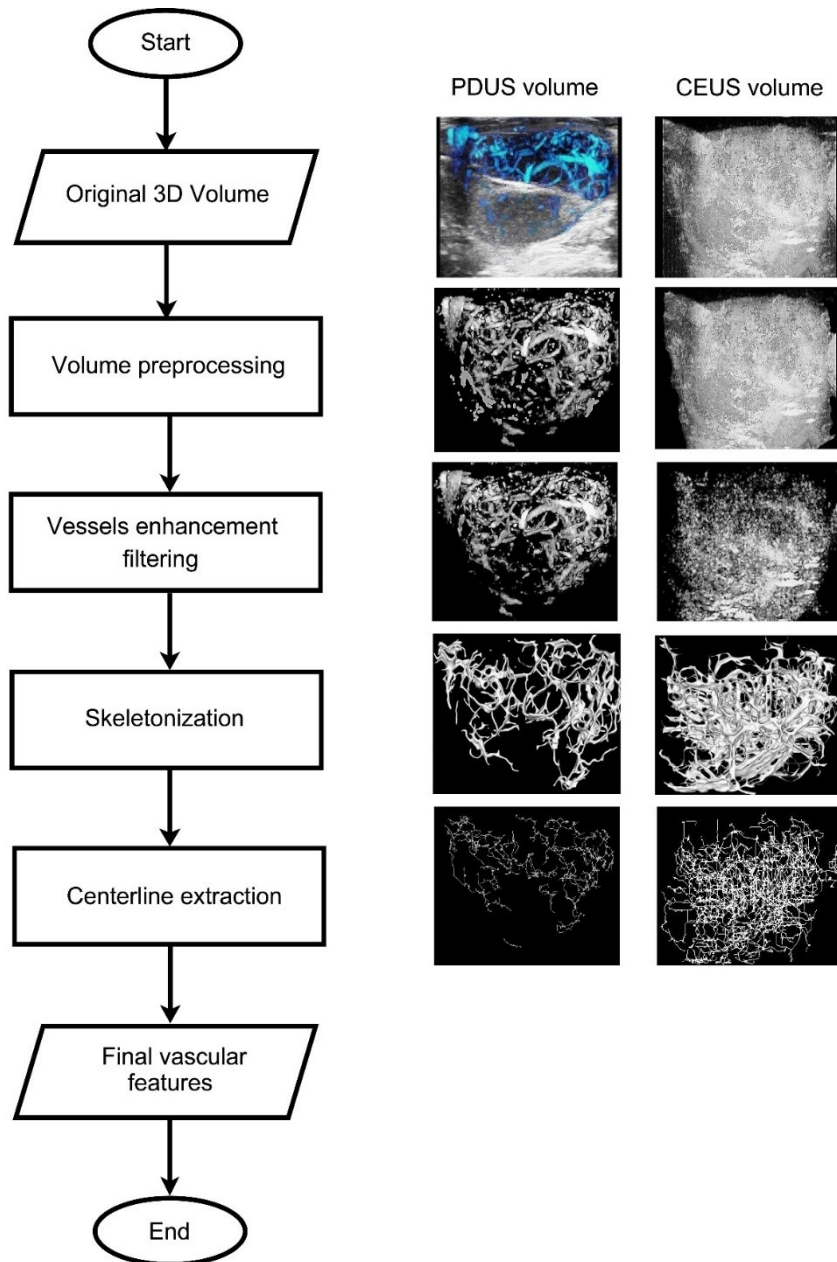 Start
PDUS volume
CEUS volume
Original 3D Volume
Volume preprocessing
Vessels enhancement
filtering
Skeletonization
Centerline extraction
Final vascular
features
End